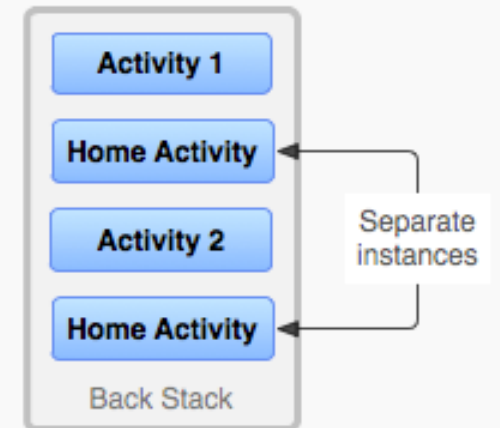 Activity 1
Home Activity
Activity 2
Home Activity
Back Stack
Separate
instances